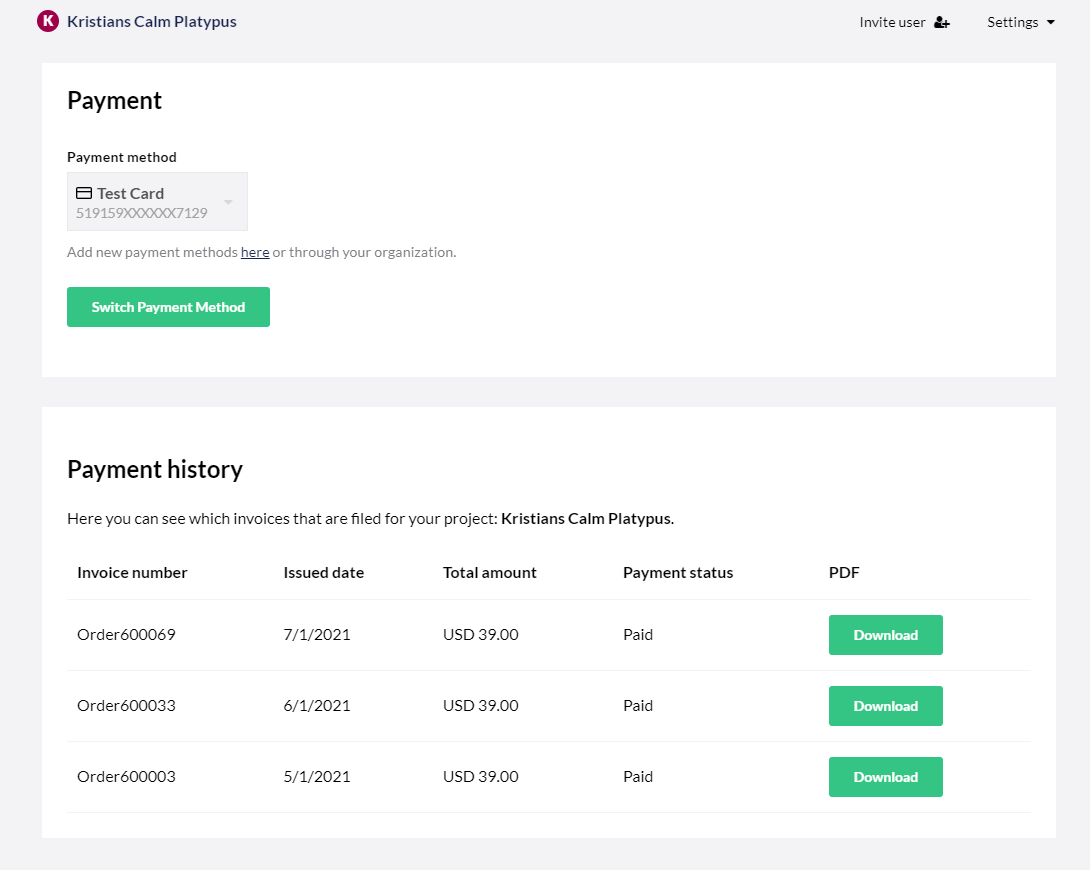 K Kristians Calm Platypus Invite user Settings
Payment
Payment method
Test Card
519159XXXXXX7129
Add new payment methods here or through your organization.
Switch Payment Method
Payment history
Here you can see which invoices that are filed for your project: Kristians Calm Platypus.
Invoice number Issued date Total amount Payment status PDF
Order600069 7/1/2021 USD 39.00 Paid Download
Order600033 6/1/2021 USD 39.00 Paid Download
Order600003 5/1/2021 USD 39.00 Paid Download